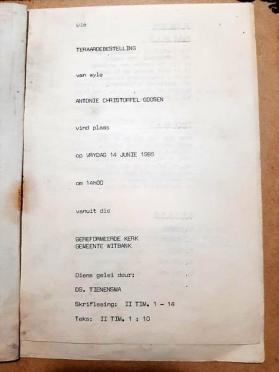 Die
TERAARDEBESTELLING
van wyle
ANTONIE CHRISTOFFEL GOOSEN
vind plaas
op VRYDAG 14 JUNIE 1985
om 14H00
vanuit die
GEREFORMEERDE KERK
GEMEENTE WITBANK
Diens gelei deur:
DS. TIENENSWA
Skriflesing: II TIM. 1 - 14
Teks: II TIM. 1 : 10